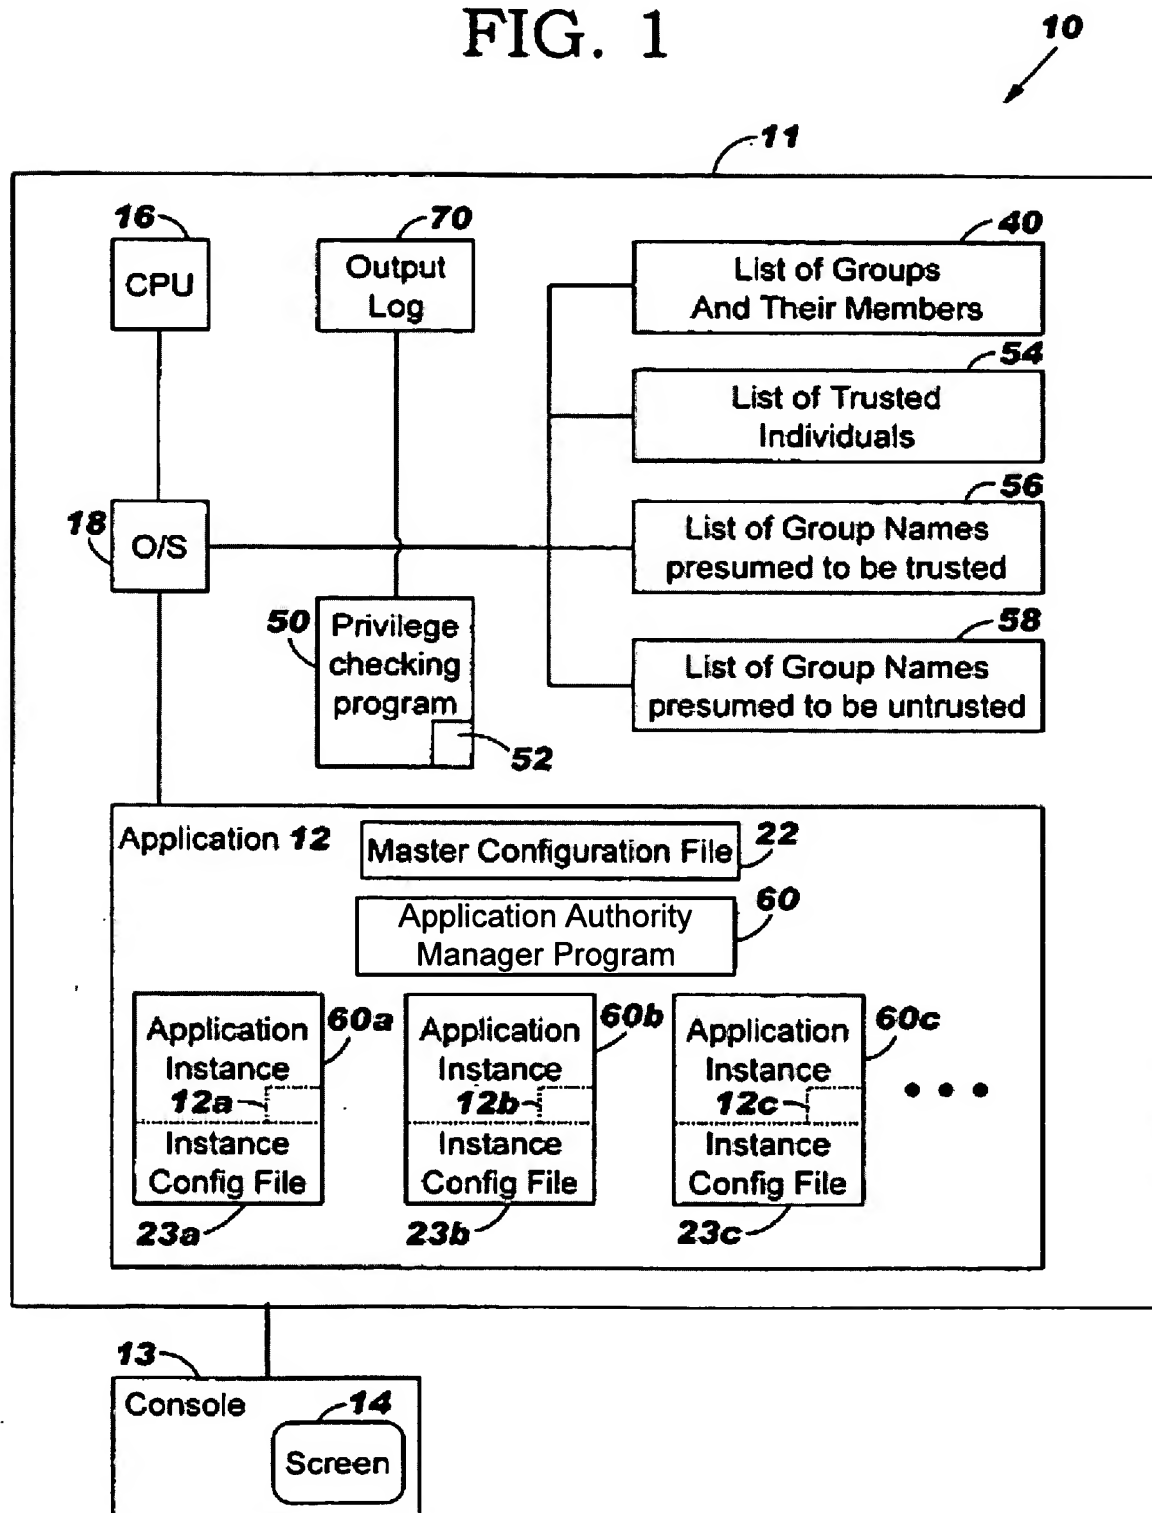 FIG. 1
10
11
16
CPU
70
Output
Log
40
List of Groups
And Their Members
54
List of Trusted
Individuals
56
List of Group Names
presumed to be trusted
58
List of Group Names
presumed to be untrusted
18
O/S
50
Privilege
checking
program
52
Application 12
Master Configuration File
22
Application Authority
Manager Program
60
Application
Instance
12a
60a
Instance
Config File
23a
Application
Instance
12b
60b
Instance
Config File
23b
Application
Instance
12c
60c
Instance
Config File
23c
13
Console
14
Screen